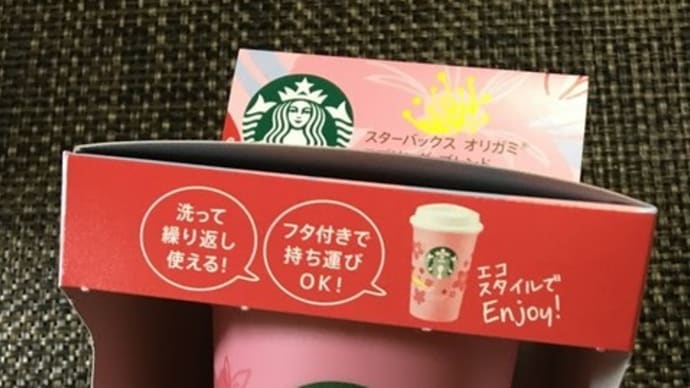 スターバックス オリガミ®
洗って
繰り返し
使える!
フタ付きで
持ち運び
OK!
エコ
スタイルで
Enjoy!